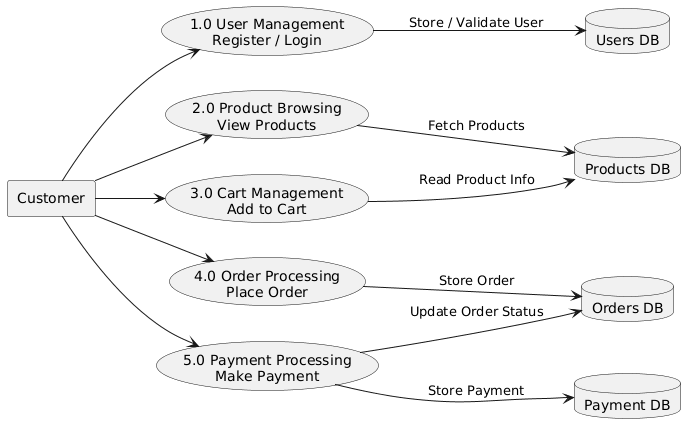 1.0 User Management
Register / Login
Store / Validate User
Users DB
2.0 Product Browsing
View Products
Fetch Products
Products DB
Customer
3.0 Cart Management
Add to Cart
Read Product Info
4.0 Order Processing
Place Order
Store Order
Orders DB
Update Order Status
5.0 Payment Processing
Make Payment
Store Payment
Payment DB